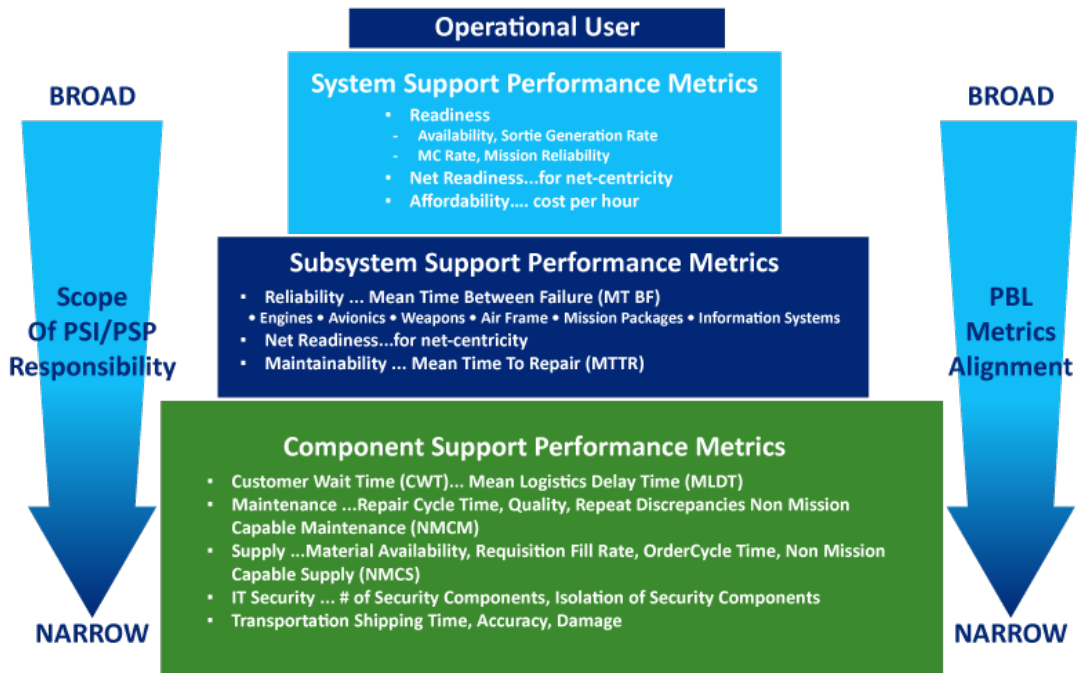 Operational User
System Support Performance Metrics
▪ Readiness
- Availability, Sortie Generation Rate
- MC Rate, Mission Reliability
▪ Net Readiness...for net-centricity
▪ Affordability.... cost per hour
Subsystem Support Performance Metrics
▪ Reliability ... Mean Time Between Failure (MT BF)
• Engines • Avionics • Weapons • Air Frame • Mission Packages • Information Systems
▪ Net Readiness...for net-centricity
▪ Maintainability ... Mean Time To Repair (MTTR)
Component Support Performance Metrics
▪ Customer Wait Time (CWT)... Mean Logistics Delay Time (MLDT)
▪ Maintenance ...Repair Cycle Time, Quality, Repeat Discrepancies Non Mission
Capable Maintenance (NMCM)
▪ Supply ...Material Availability, Requisition Fill Rate, OrderCycle Time, Non Mission
Capable Supply (NMCS)
▪ IT Security ... # of Security Components, Isolation of Security Components
▪ Transportation Shipping Time, Accuracy, Damage
BROAD
Scope
Of PSI/PSP
Responsibility
NARROW
BROAD
PBL
Metrics
Alignment
NARROW